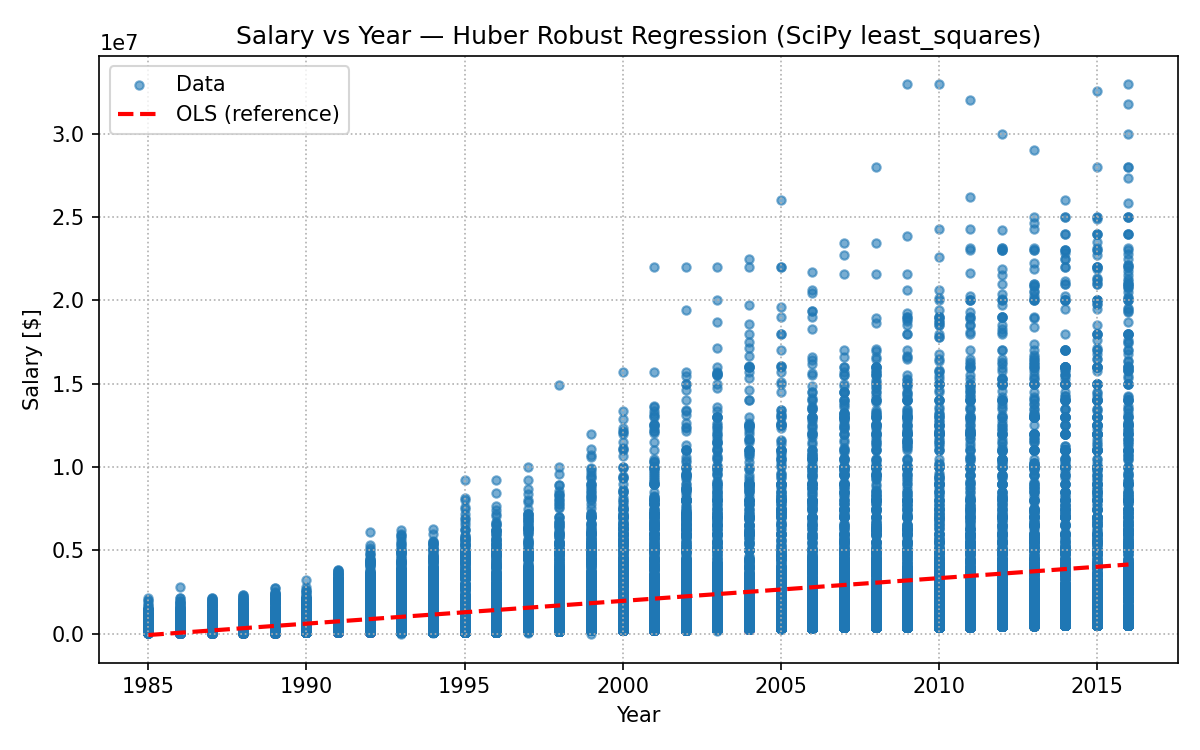 Salary vs Year — Huber Robust Regression (SciPy least_squares)
1e7
Data
OLS (reference)
3.0
2.5
2.0
1.5
1.0
0.5
0.0
Salary [$]
1985 1990 1995 2000 2005 2010 2015
Year